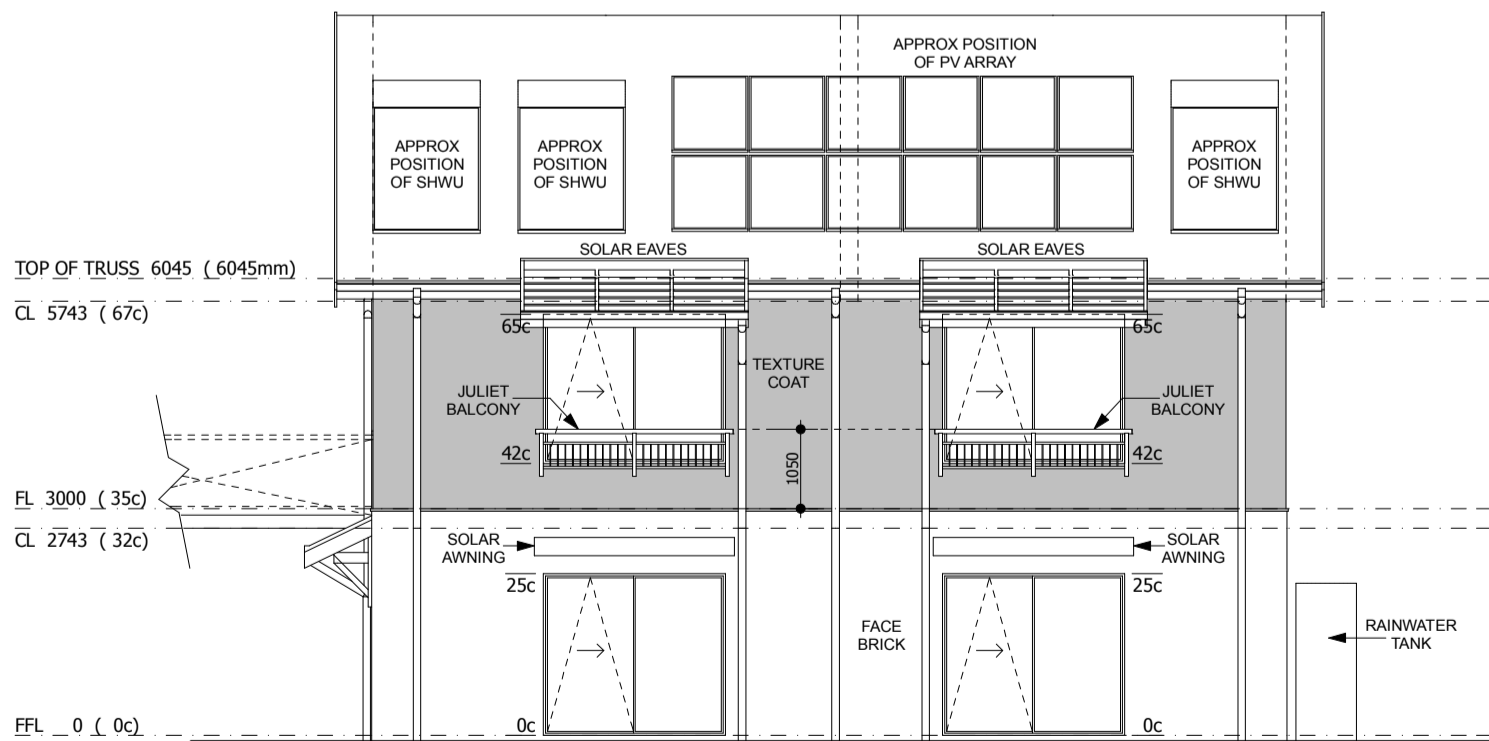 APPROX POSITION
OF PV ARRAY
APPROX
POSITION
OF SHWU
APPROX
POSITION
OF SHWU
APPROX
POSITION
OF SHWU
SOLAR EAVES
SOLAR EAVES
TOP OF TRUSS 6045 ( 6045mm)
CL 5743 ( 67c)
65c
65c
TEXTURE
COAT
JULIET
BALCONY
JULIET
BALCONY
42c
1050
42c
FL 3000 ( 35c)
CL 2743 ( 32c)
SOLAR
AWNING
SOLAR
AWNING
25c
25c
FACE
BRICK
RAINWATER
TANK
FFL 0 ( 0c)
0c
0c